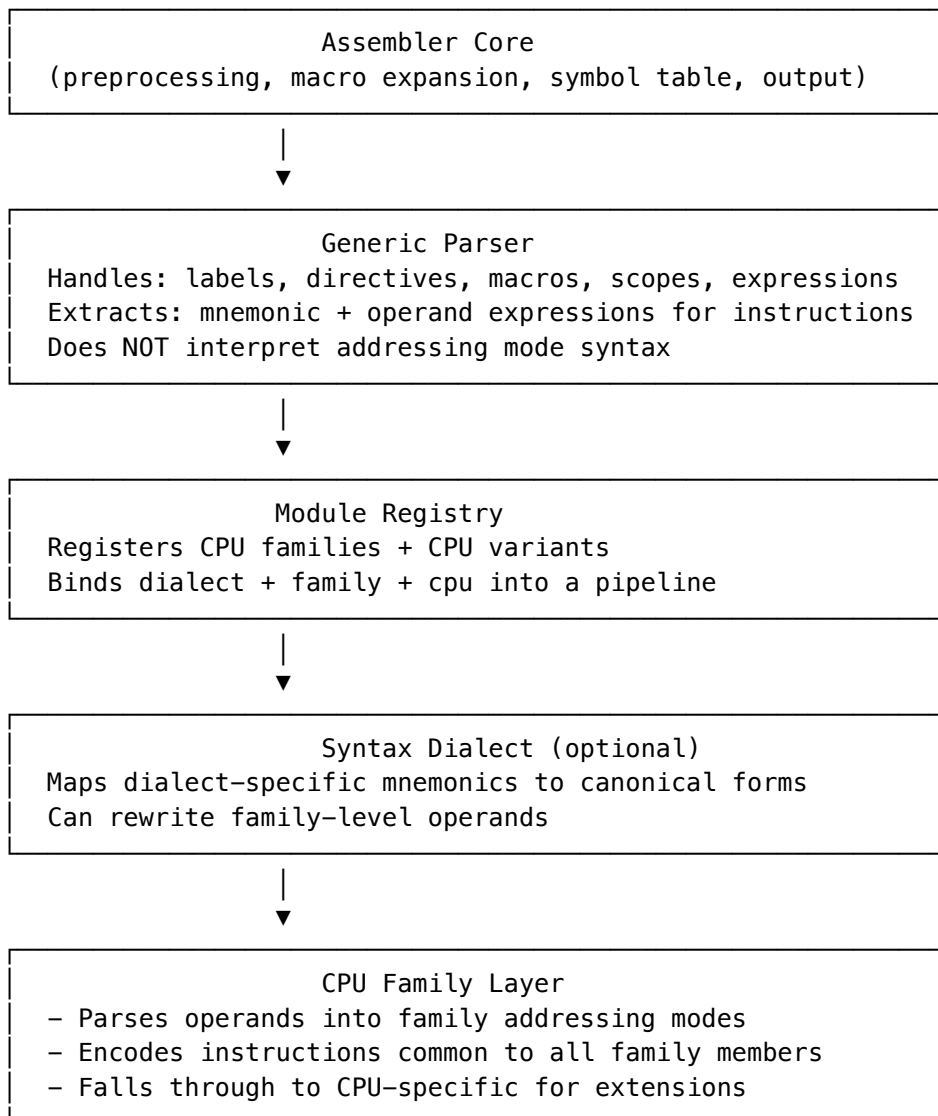 Assembler Core
(preprocessing, macro expansion, symbol table, output)
Generic Parser
Handles: labels, directives, macros, scopes, expressions
Extracts: mnemonic + operand expressions for instructions
Does NOT interpret addressing mode syntax
Module Registry
Registers CPU families + CPU variants
Binds dialect + family + cpu into a pipeline
Syntax Dialect (optional)
Maps dialect-specific mnemonics to canonical forms
Can rewrite family-level operands
CPU Family Layer
- Parses operands into family addressing modes
- Encodes instructions common to all family members
- Falls through to CPU-specific for extensions